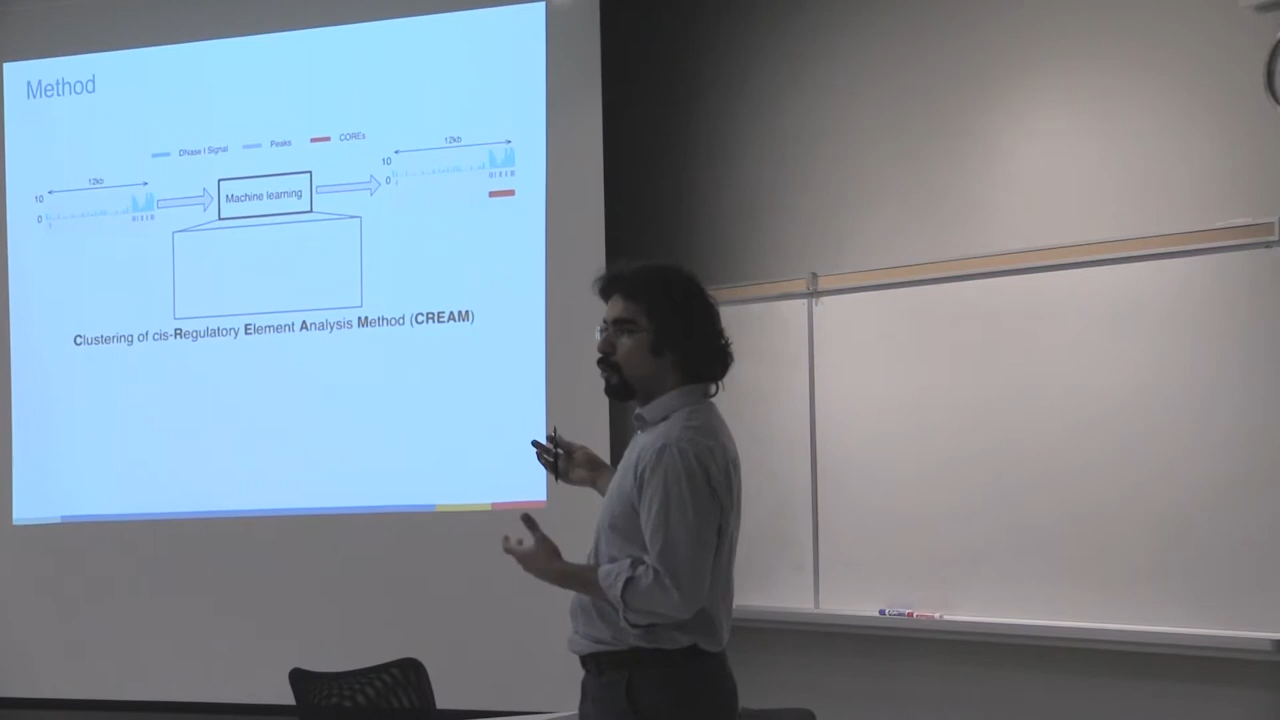 Method
DNase I Signal Peaks COREs
12kb
10
0
Machine learning
12kb
10
0
Clustering of cis-Regulatory Element Analysis Method (CREAM)